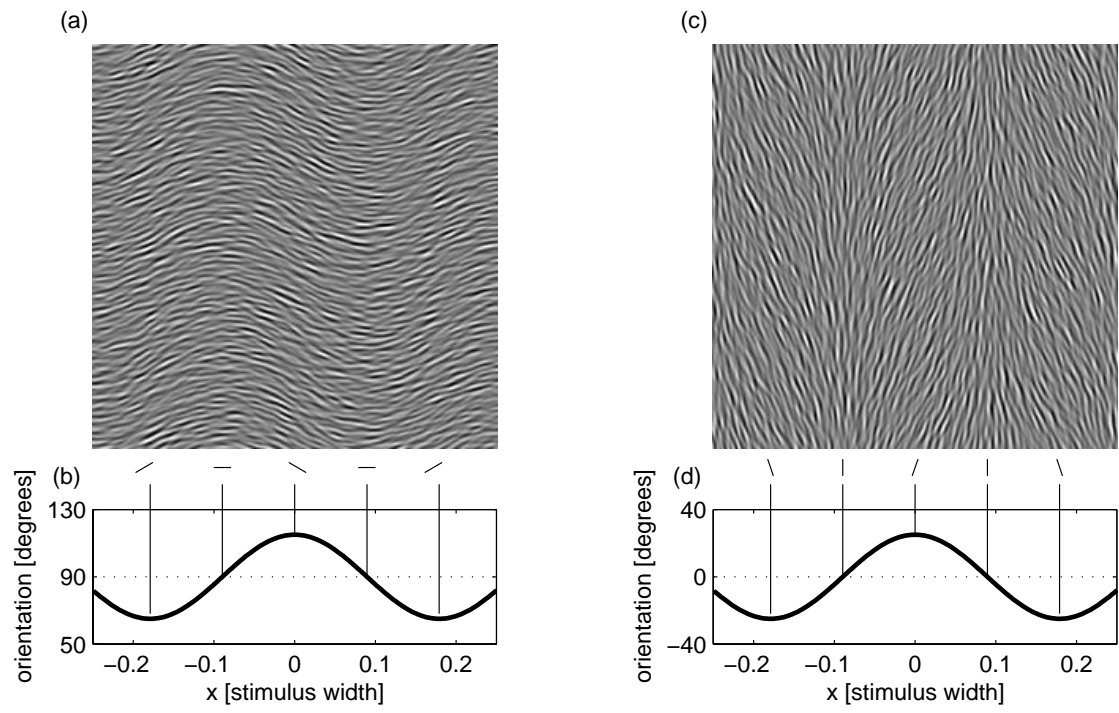 (a)
(c)
(b)
orientation [degrees]
130
90
50
−0.2
−0.1
0
0.1
0.2
x [stimulus width]
(d)
orientation [degrees]
40
0
−40
−0.2
−0.1
0
0.1
0.2
x [stimulus width]